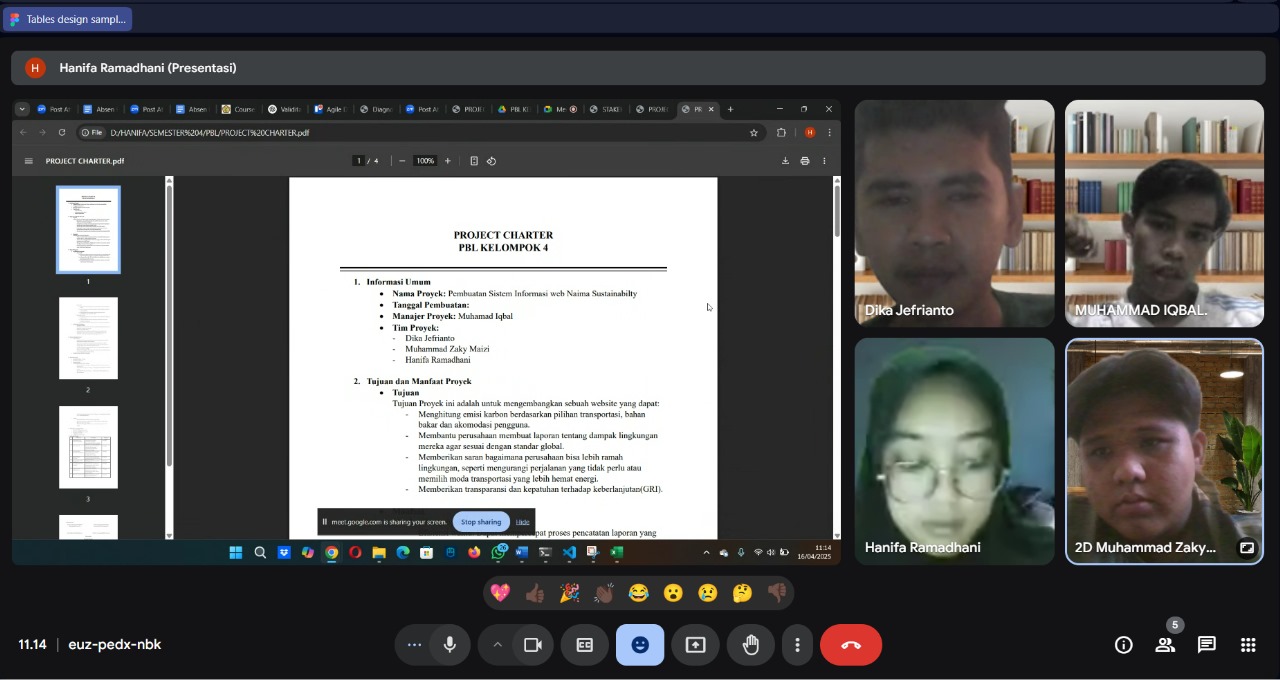 Tables design sampl...
H
Hanifa Ramadhani (Presentasi)
Post At
Absen
Post At
Absen
Course
Valida
Agile
Diagra
Post At
PROJE
PBL KE
Me
STAKE
PROJE
PR
File
D:/HANIFA/SEMESTER%204/PBL/PROJECT%20CHARTER.pdf
H
PROJECT CHARTER.pdf
1 / 4
100%
1
2
3
PROJECT CHARTER
PBL KELOMPOK 4
1. Informasi Umum
• Nama Proyek: Pembuatan Sistem Informasi web Naima Sustainabilty
• Tanggal Pembuatan:
• Manajer Proyek: Muhamad Iqbal
• Tim Proyek:
- Dika Jefrianto
- Muhammad Zaky Maizi
- Hanifa Ramadhani
2. Tujuan dan Manfaat Proyek
• Tujuan
Tujuan Proyek ini adalah untuk mengembangkan sebuah website yang dapat:
- Menghitung emisi karbon berdasarkan pilihan transportasi, bahan
bakar dan akomodasi pengguna.
- Membantu perusahaan membuat laporan tentang dampak lingkungan
mereka agar sesuai dengan standar global.
- Memberikan saran bagaimana perusahaan bisa lebih ramah
lingkungan, seperti mengurangi perjalanan yang tidak perlu atau
memilih moda transportasi yang lebih hemat energi.
- Memberikan transparansi dan kepatuhan terhadap keberlanjutan(GRI).
proses pencatatan laporan yang
meet.google.com is sharing your screen.
Stop sharing
Hide
11:14
16/04/2025
Dika Jefrianto
MUHAMMAD IQBAL.
Hanifa Ramadhani
2D Muhammad Zaky...
11.14 | euz-pedx-nbk
5